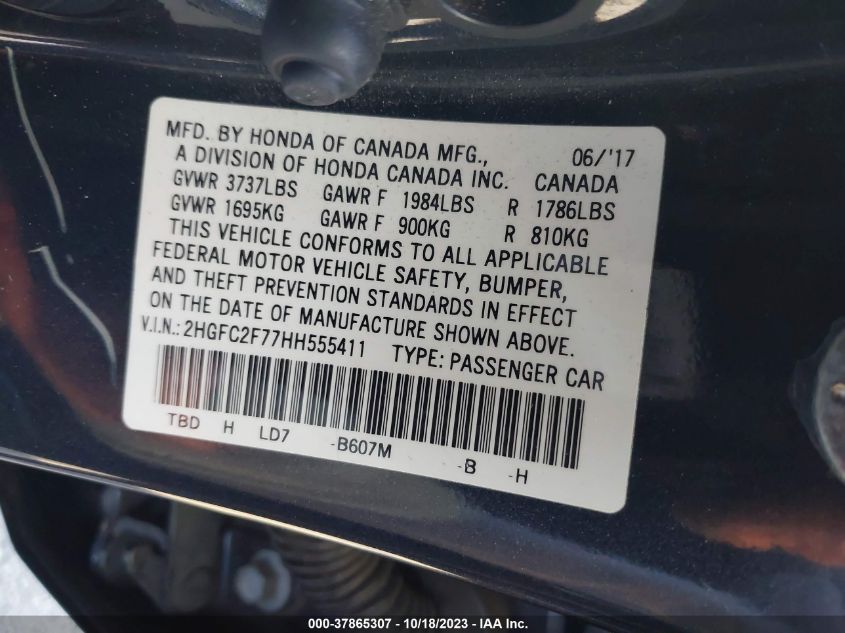 MFD. BY HONDA OF CANADA MFG., 06/'17
A DIVISION OF HONDA CANADA INC. CANADA
GVWR 3737LBS GAWR F 1984LBS R 1786LBS
GVWR 1695KG GAWR F 900KG R 810KG
THIS VEHICLE CONFORMS TO ALL APPLICABLE
FEDERAL MOTOR VEHICLE SAFETY, BUMPER,
AND THEFT PREVENTION STANDARDS IN EFFECT
ON THE DATE OF MANUFACTURE SHOWN ABOVE.
V.I.N.: 2HGFC2F77HH555411 TYPE: PASSENGER CAR
TBD H LD7 -B607M -B -H
000-37865307 - 10/18/2023 - IAA Inc.